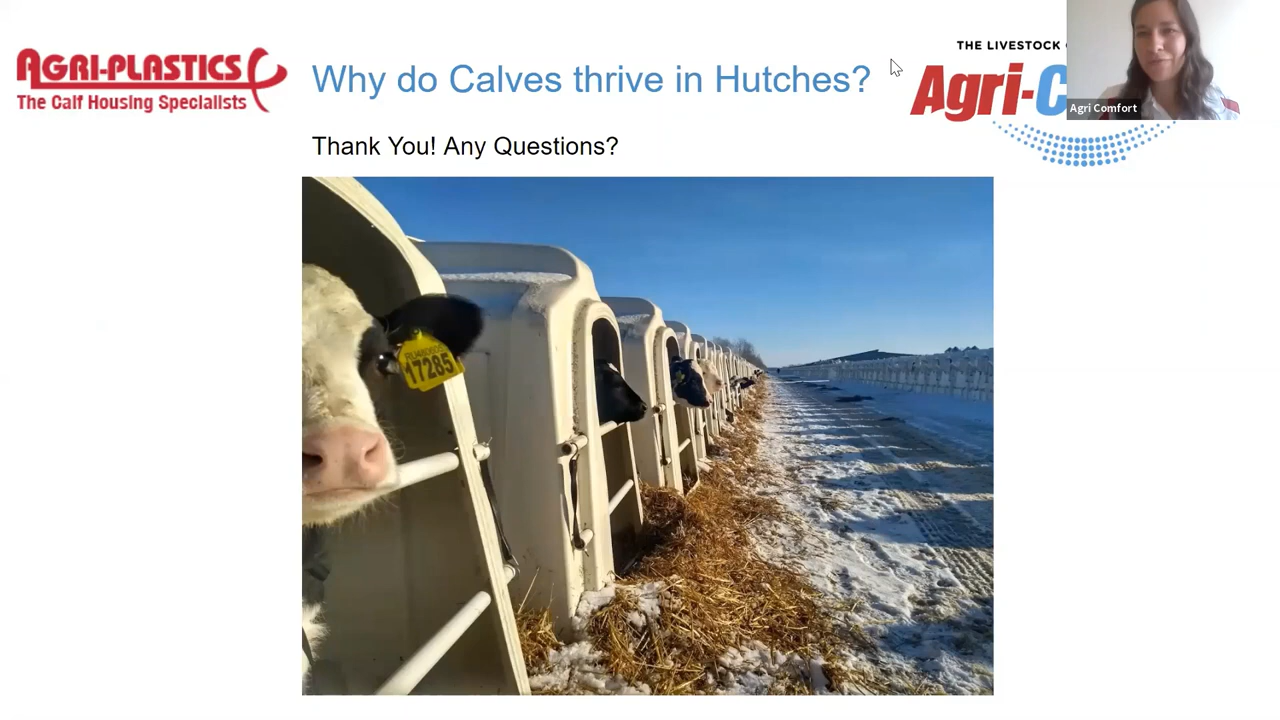 AGRI-PLASTICS
The Calf Housing Specialists
Why do Calves thrive in Hutches?
THE LIVESTOCK
Agri-C
Agri Comfort
Thank You! Any Questions?
17285